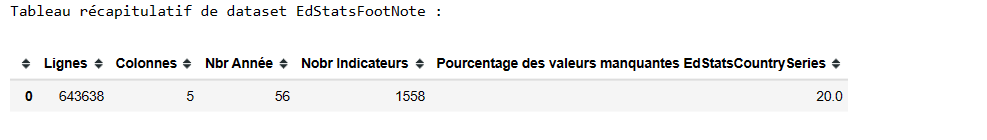 Tableau récapitulatif de dataset EdStatsFootNote :
Lignes Colonnes Nbr Année Nobr Indicateurs Pourcentage des valeurs manquantes EdStatsCountrySeries
0 643638 5 56 1558 20.0